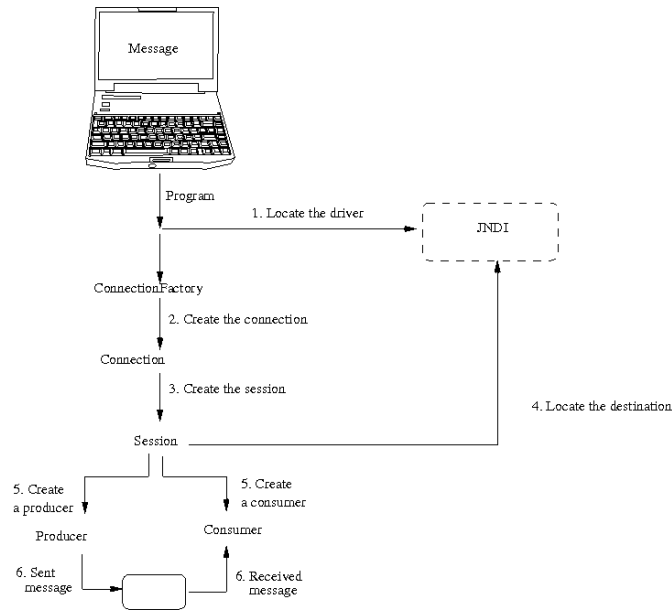 Message
Program
1. Locate the driver
JNDI
ConnectionFactory
2. Create the connection
Connection
3. Create the session
4. Locate the destination
Session
5. Create
a producer
5. Create
a consumer
Producer
Consumer
6. Sent
message
6. Received
message